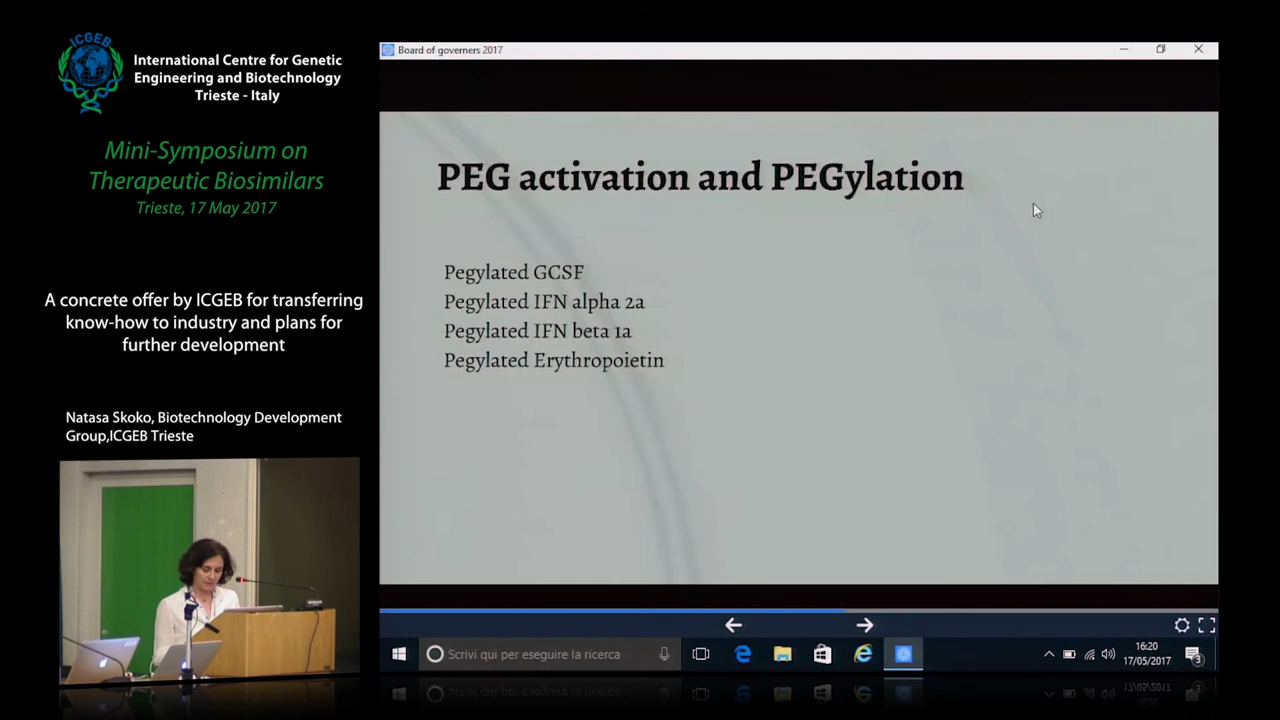 ICGEB
International Centre for Genetic
Engineering and Biotechnology
Trieste - Italy
Mini-Symposium on
Therapeutic Biosimilars
Trieste, 17 May 2017
A concrete offer by ICGEB for transferring
know-how to industry and plans for
further development
Natasa Skoko, Biotechnology Development
Group,ICGEB Trieste
Board of governers 2017
PEG activation and PEGylation
Pegylated GCSF
Pegylated IFN alpha 2a
Pegylated IFN beta 1a
Pegylated Erythropoietin
Scrivi qui per eseguire la ricerca
16:20
17/05/2017
3